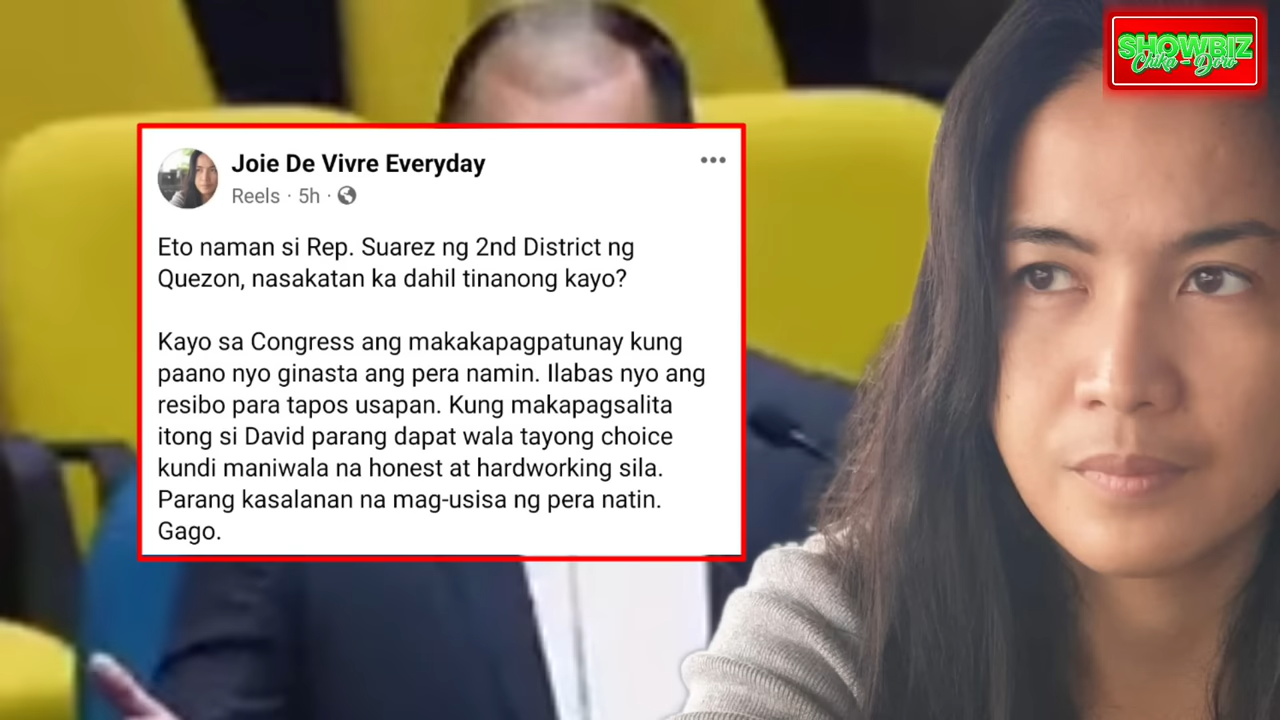 SHOWBIZ
Chika - Doro
Joie De Vivre Everyday
Reels · 5h ·
Eto naman si Rep. Suarez ng 2nd District ng
Quezon, nasakatan ka dahil tinanong kayo?
Kayo sa Congress ang makakapagpatunay kung
paano nyo ginasta ang pera namin. Ilabas nyo ang
resibo para tapos usapan. Kung makapagsalita
itong si David parang dapat wala tayong choice
kundi maniwala na honest at hardworking sila.
Parang kasalanan na mag-usisa ng pera natin.
Gago.